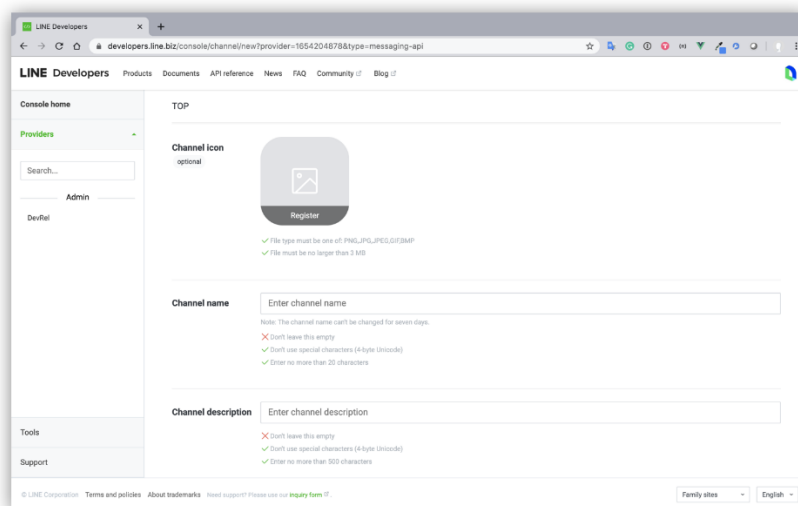 LINE Developers
developers.line.biz/console/channel/new?provider=1654204878&type=messaging-api
LINE Developers Products Documents API reference News FAQ Community Blog
Console home
Providers
Search...
Admin
DevRel
Tools
Support
TOP
Channel icon
optional
Register
File type must be one of: PNG,JPG,JPEG,GIF,BMP
File must be no larger than 3 MB
Channel name
Enter channel name
Note: The channel name can't be changed for seven days.
Don't leave this empty
Don't use special characters (4-byte Unicode)
Enter no more than 20 characters
Channel description
Enter channel description
Don't leave this empty
Don't use special characters (4-byte Unicode)
Enter no more than 500 characters
© LINE Corporation Terms and policies About trademarks Need support? Please use our inquiry form.
Family sites
English